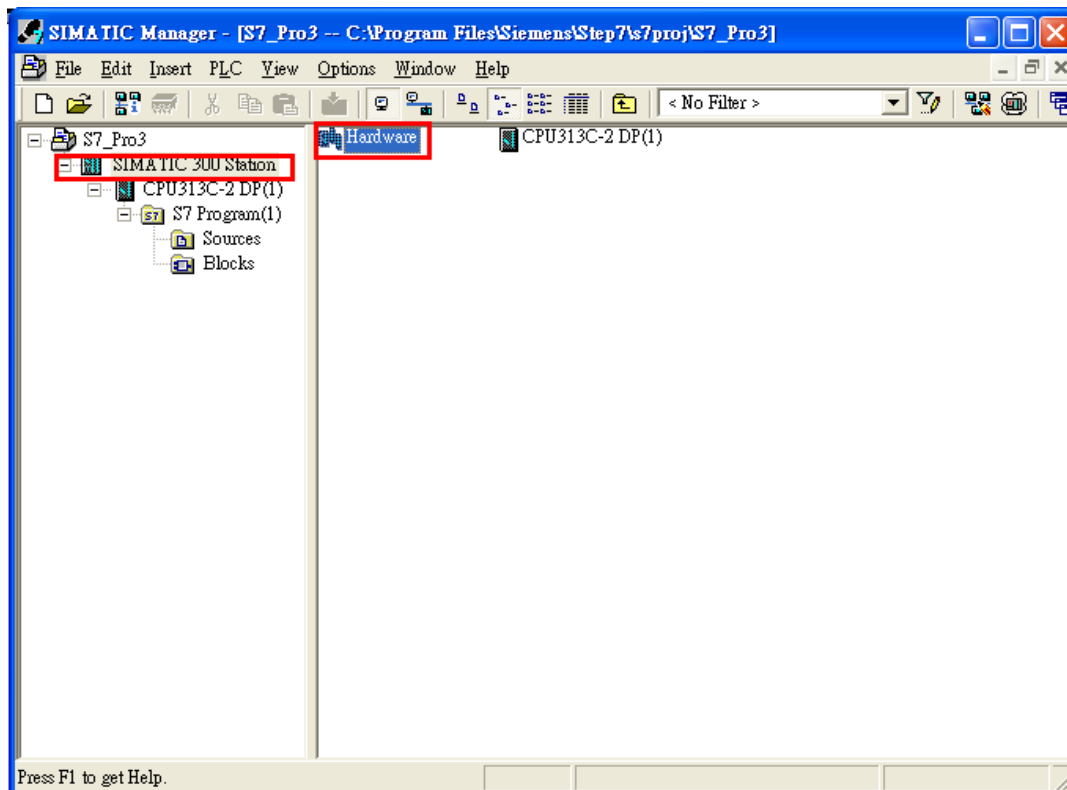 SIMATIC Manager - [S7_Pro3 -- C:\Program Files\Siemens\Step7\s7proj\S7_Pro3]
File Edit Insert PLC View Options Window Help
< No Filter >
S7_Pro3
SIMATIC 300 Station
CPU313C-2 DP(1)
S7 Program(1)
Sources
Blocks
Hardware
CPU313C-2 DP(1)
Press F1 to get Help.